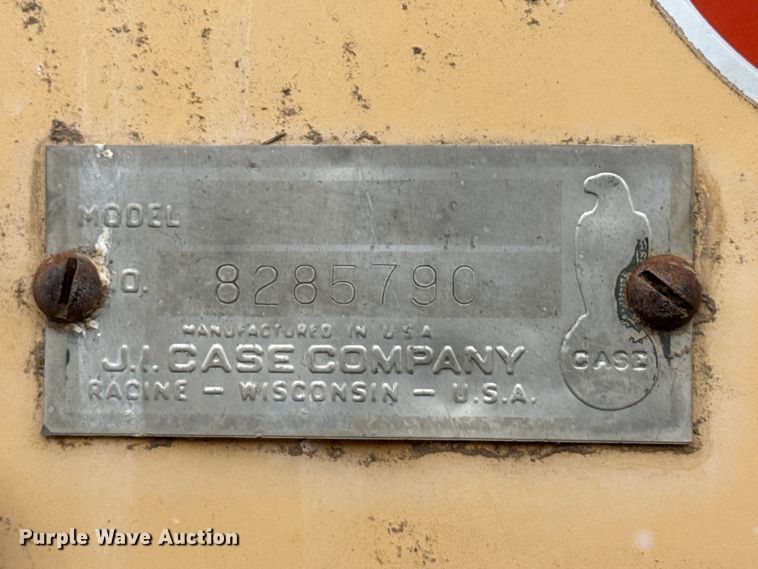 MODEL
NO. 8285790
MANUFACTURED IN U.S.A
J.I. CASE COMPANY
RACINE – WISCONSIN – U.S.A.
CASE
Purple Wave Auction